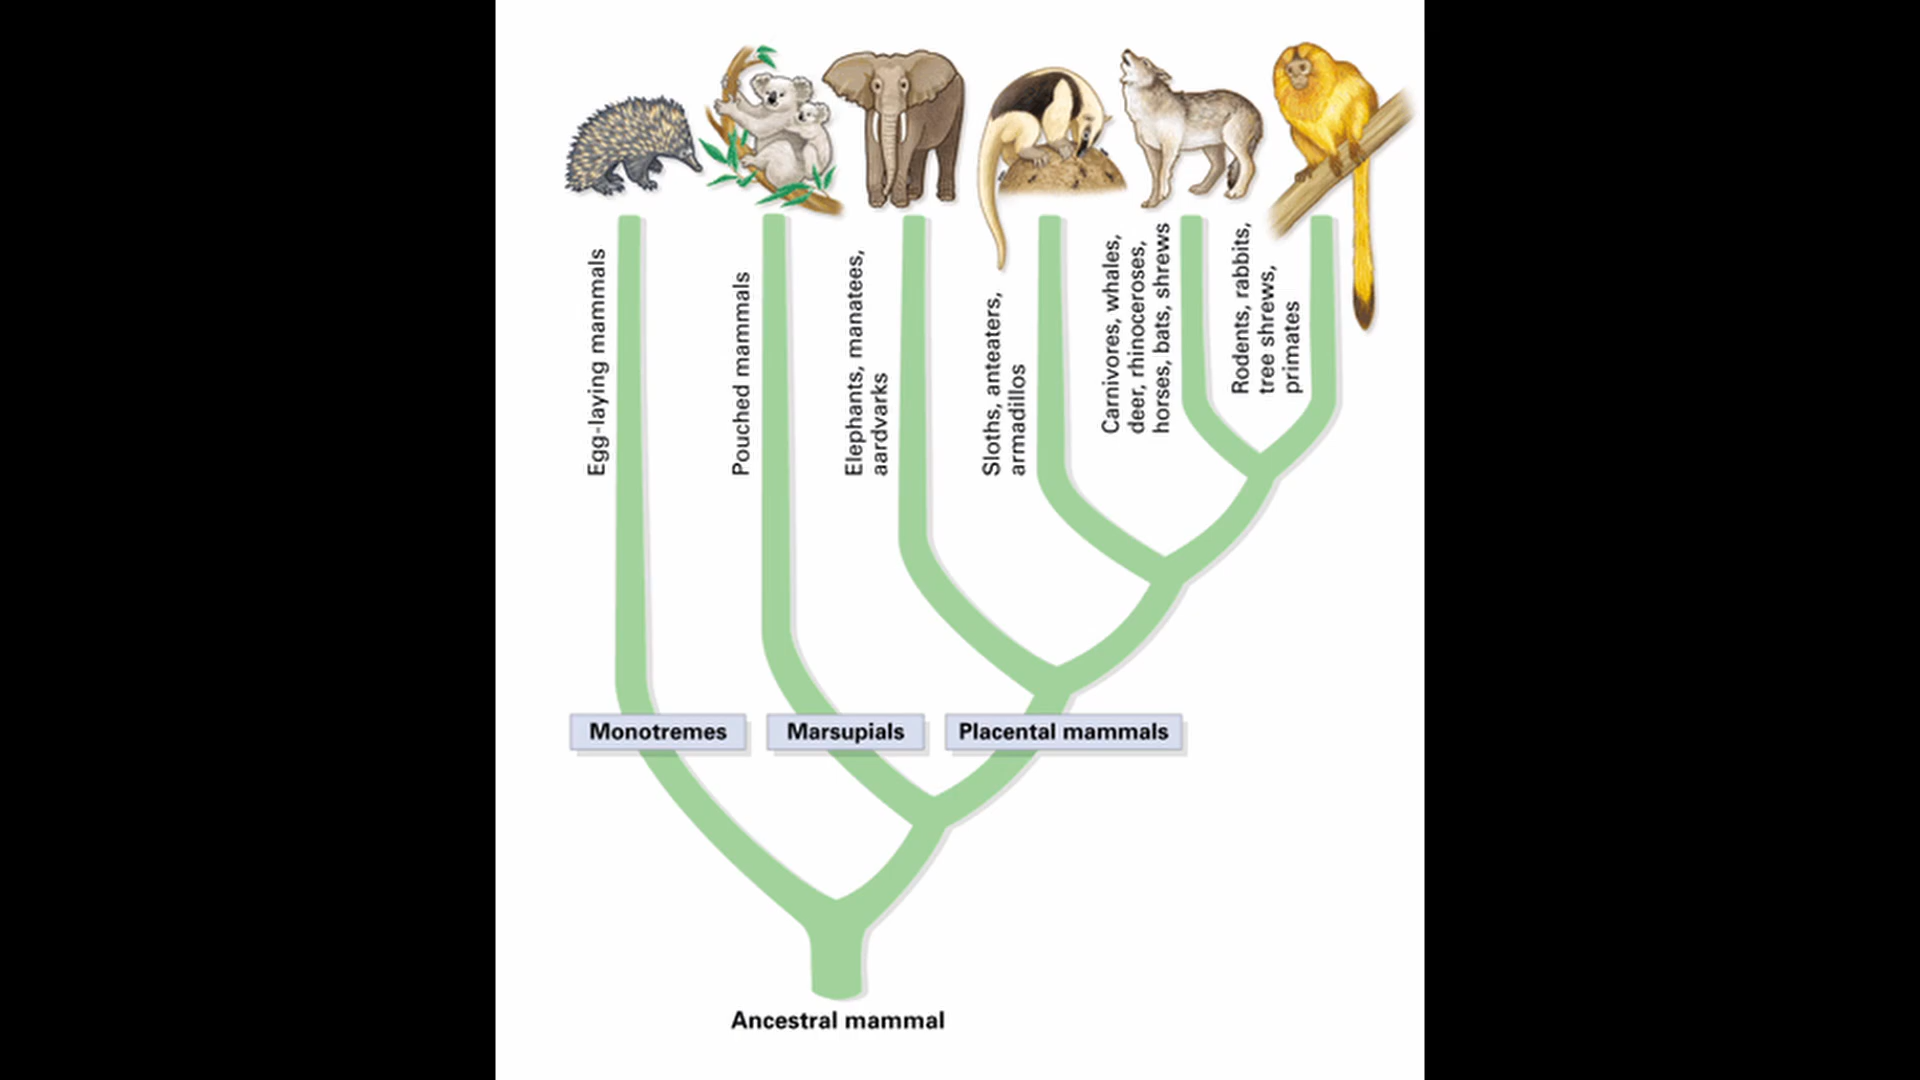 Egg-laying mammals
Pouched mammals
Elephants, manatees,
aardvarks
Sloths, anteaters,
armadillos
Carnivores, whales,
deer, rhinoceroses,
horses, bats, shrews
Rodents, rabbits,
tree shrews,
primates
Monotremes
Marsupials
Placental mammals
Ancestral mammal